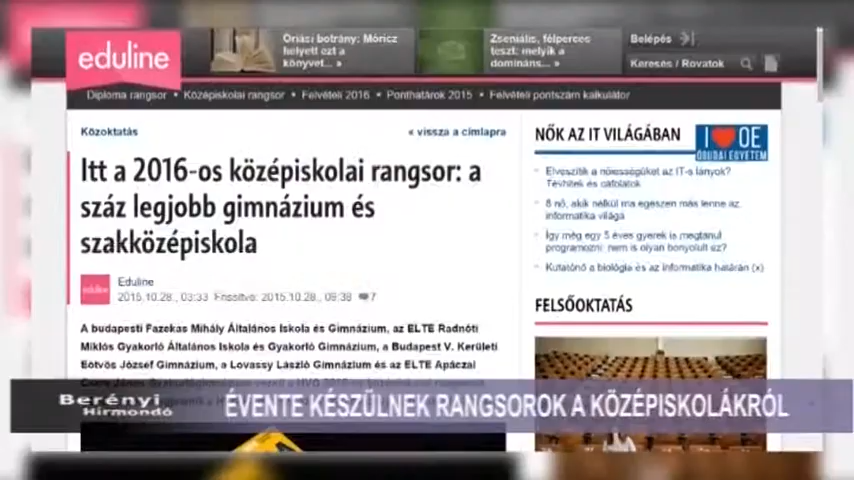 eduline
Óriási botrány: Móricz
helyett ezt a
könyvet... »
Zseniális, félperces
teszt: melyik a
domináns... »
Belépés
Keresés / Rovatok
Diploma rangsor • Középiskolai rangsor • Felvételi 2016 • Ponthatárok 2015 • Felvételi pontszám kalkulátor
Közoktatás
« vissza a címlapra
Itt a 2016-os középiskolai rangsor: a
száz legjobb gimnázium és
szakközépiskola
eduline
Eduline
2015.10.28., 03:33 Frissítve: 2015.10.28., 09:38 7
A budapesti Fazekas Mihály Általános Iskola és Gimnázium, az ELTE Radnóti
Miklós Gyakorló Általános Iskola és Gyakorló Gimnázium, a Budapest V. Kerületi
Eötvös József Gimnázium, a Lovassy László Gimnázium és az ELTE Apáczai
NŐK AZ IT VILÁGÁBAN
I OE
ÓBUDAI EGYETEM
Elveszítik a nőiességüket az IT-s lányok?
Tévhitek és cáfolatok
8 nő, akik nélkül ma egészen más lenne az
informatika világa
Így még egy 5 éves gyerek is megtanul
programozni: nem is olyan bonyolult ez?
Kutatónő a biológia és az informatika határán (x)
FELSŐOKTATÁS
Berényi
Hírmondó
ÉVENTE KÉSZÜLNEK RANGSOROK A KÖZÉPISKOLÁKRÓL